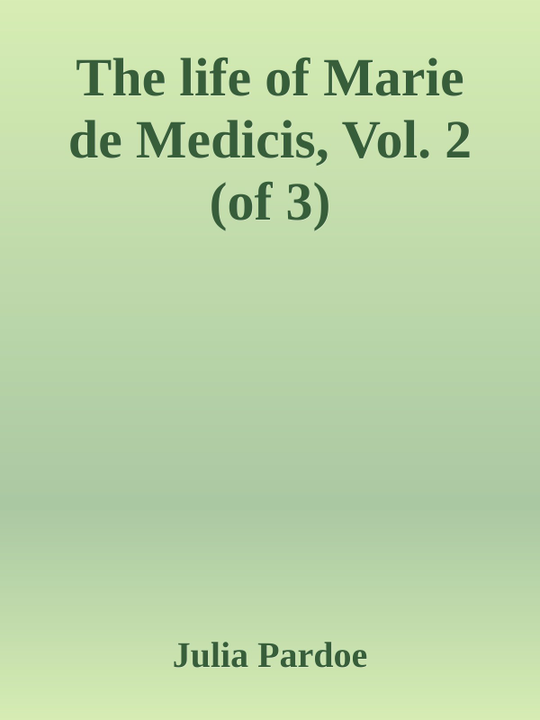 The life of Marie
de Medicis, Vol. 2
(of 3)
Julia Pardoe